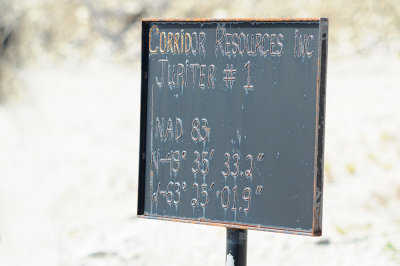 Corridor Resources Inc
Jupiter # 1
NAD 83
N-49° 35' 33.2"
W-63° 25' 01.9"